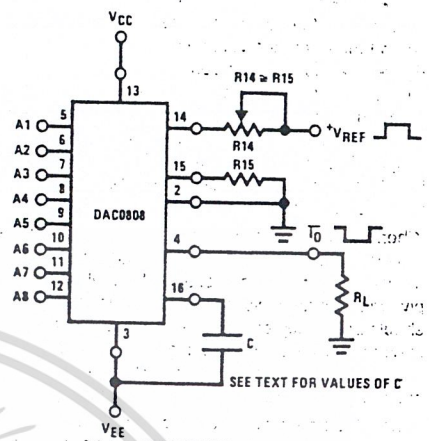 VCC
13
R14 ≅ R15
A1 5
14
R14
+VREF
A2 6
A3 7
15
R15
A4 8
2
DAC0808
A5 9
4
IO
A6 10
A7 11
16
RL
A8 12
C
3
SEE TEXT FOR VALUES OF C
VEE